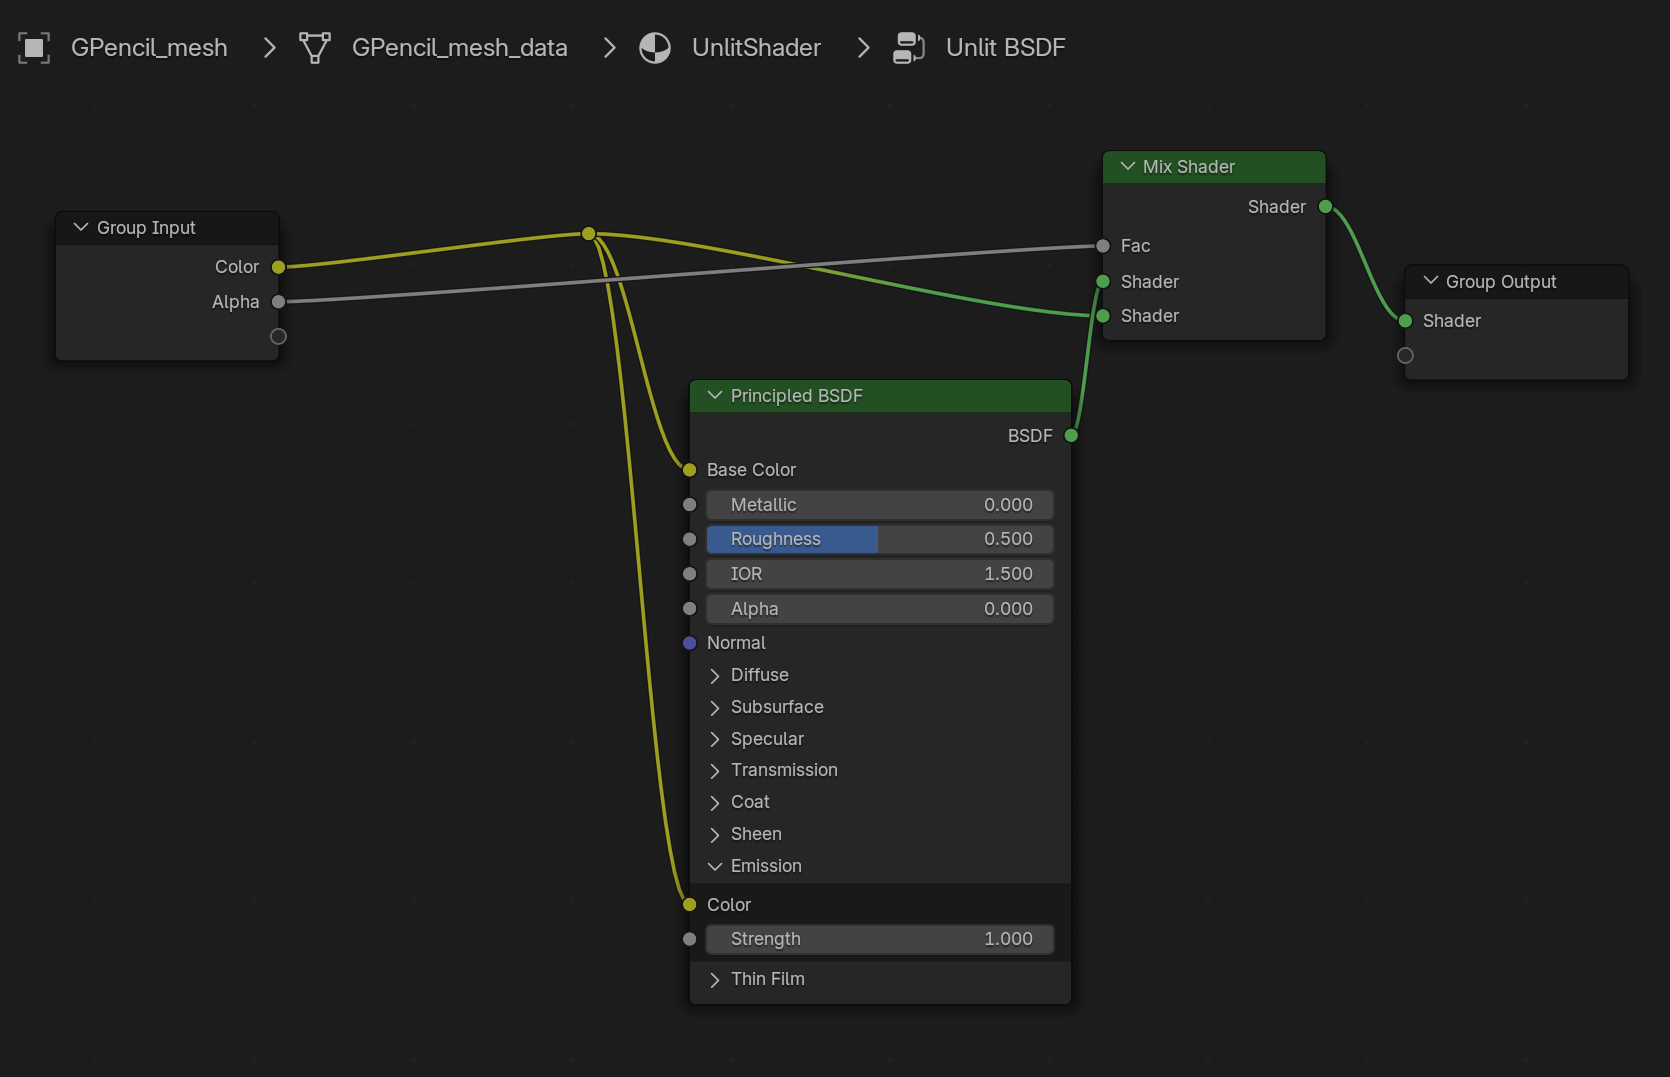 GPencil_mesh > GPencil_mesh_data > UnlitShader > Unlit BSDF
Group Input
Color
Alpha
Mix Shader
Shader
Fac
Shader
Shader
Group Output
Shader
Principled BSDF
BSDF
Base Color
Metallic 0.000
Roughness 0.500
IOR 1.500
Alpha 0.000
Normal
Diffuse
Subsurface
Specular
Transmission
Coat
Sheen
Emission
Color
Strength 1.000
Thin Film